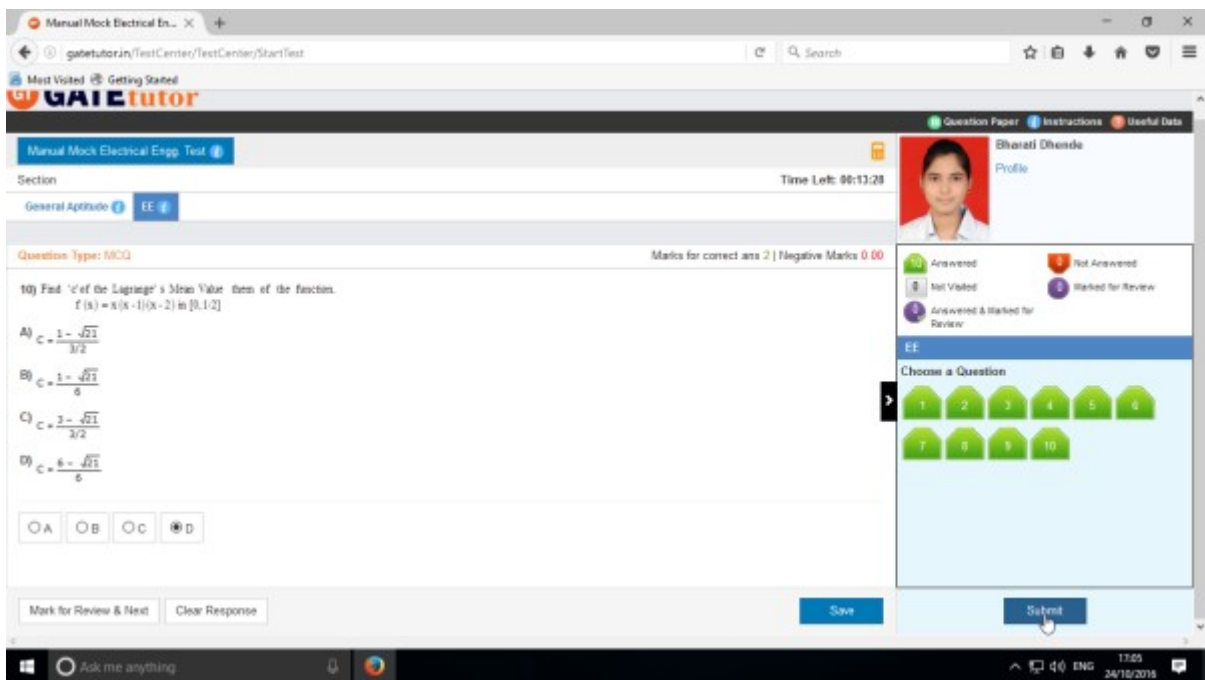 Manual Mock Electrical En...
gatetutor.in/TestCenter/TestCenter/StartTest
Search
Most Visited Getting Started
GT GATEtutor
Question Paper Instructions Useful Data
Manual Mock Electrical Engg. Test
Bharati Dhende
Profile
Section
Time Left: 00:13:28
General Aptitude EE
Question Type: MCQ
Marks for correct ans 2 | Negative Marks 0.00
10) Find 'c'of the Lagrange' s Mean Value them of the function.
f (x) = x (x -1)(x - 2) in [0,1/2]
A) C = 1 - √21 / 3/2
B) C = 1 - √21 / 6
C) C = 3 - √21 / 3/2
D) C = 6 - √21 / 6
A B C D
Mark for Review & Next Clear Response Save
10 Answered 0 Not Answered
0 Not Visited 0 Marked for Review
0 Answered & Marked for
Review
EE
Choose a Question
1 2 3 4 5 6
7 8 9 10
Submit
Ask me anything
ENG 17:05
24/10/2016